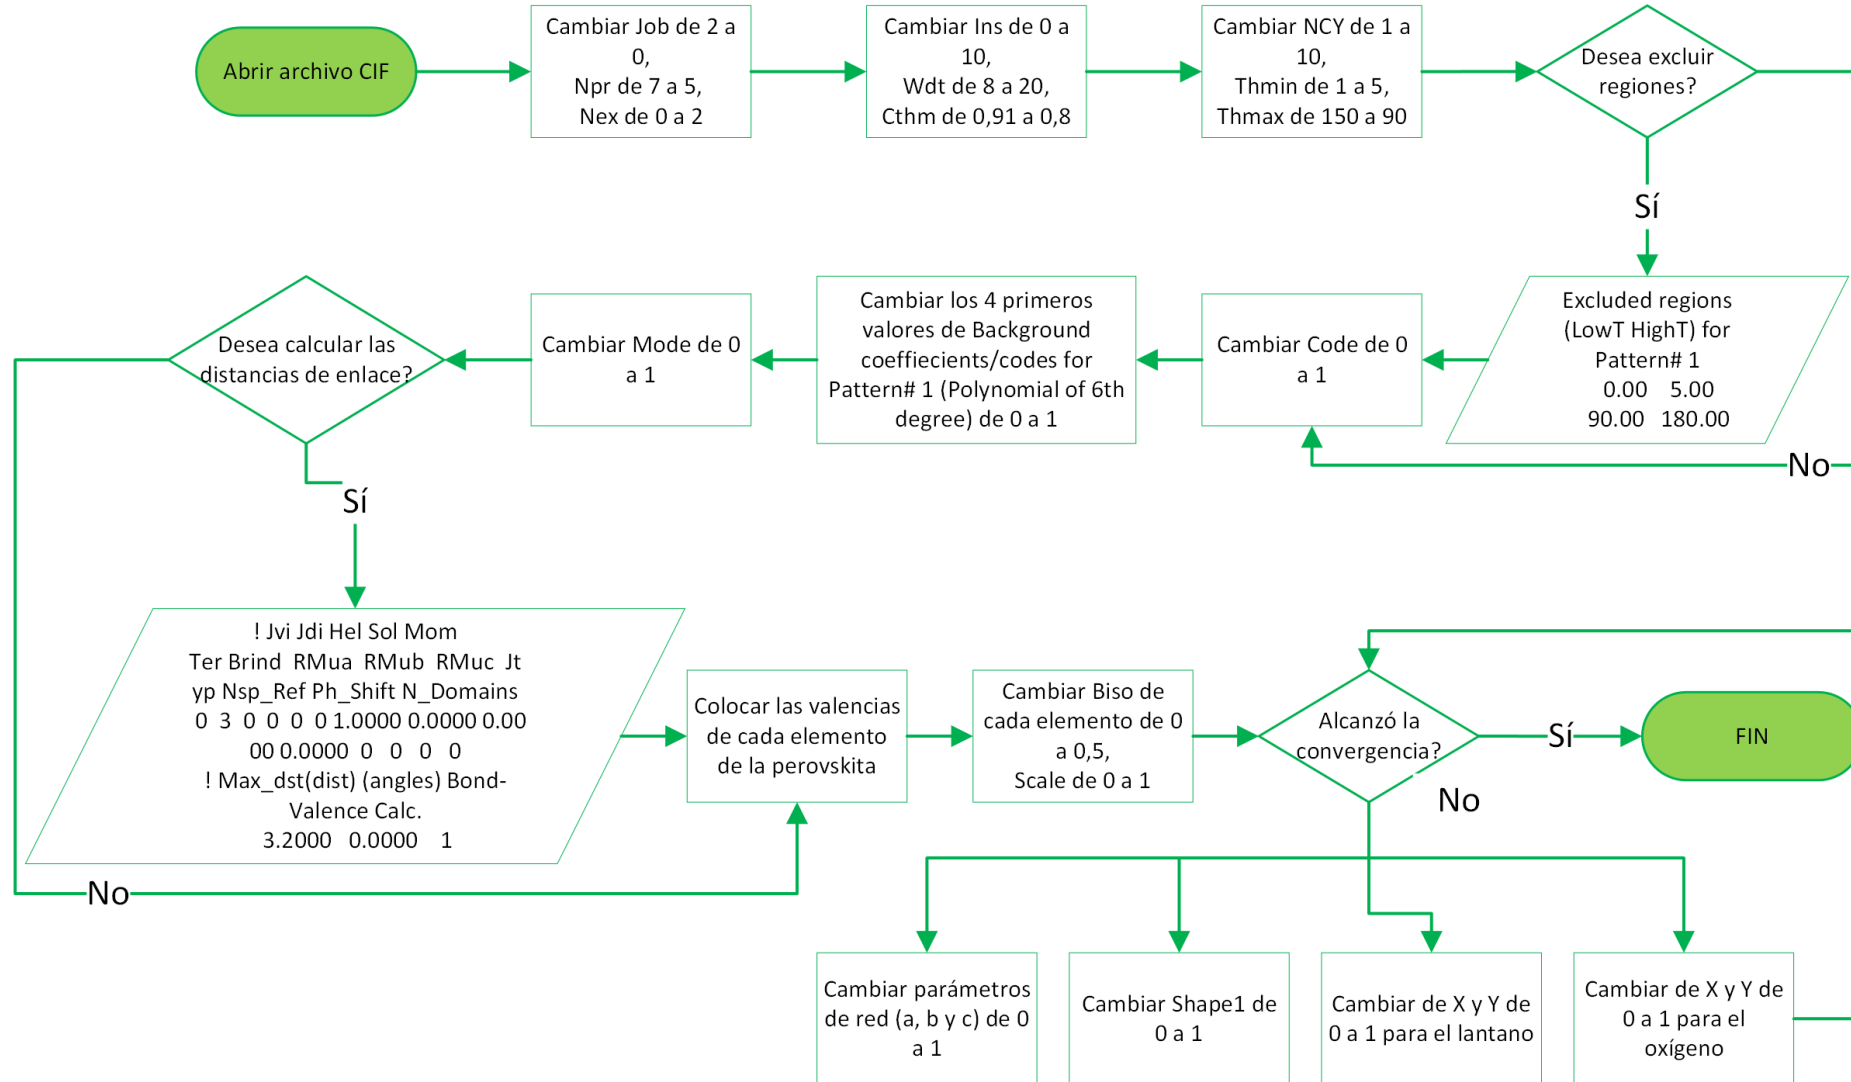 Abrir archivo CIF
Cambiar Job de 2 a
0,
Npr de 7 a 5,
Nex de 0 a 2
Cambiar Ins de 0 a
10,
Wdt de 8 a 20,
Cthm de 0,91 a 0,8
Cambiar NCY de 1 a
10,
Thmin de 1 a 5,
Thmax de 150 a 90
Desea excluir
regiones?
Sí
Excluded regions
(LowT HighT) for
Pattern# 1
0.00 5.00
90.00 180.00
No
Cambiar Code de 0
a 1
Cambiar los 4 primeros
valores de Background
coeffiecients/codes for
Pattern# 1 (Polynomial of 6th
degree) de 0 a 1
Cambiar Mode de 0
a 1
Desea calcular las
distancias de enlace?
Sí
! Jvi Jdi Hel Sol Mom
Ter Brind RMua RMub RMuc Jt
yp Nsp_Ref Ph_Shift N_Domains
0 3 0 0 0 0 1.0000 0.0000 0.00
00 0.0000 0 0 0 0
! Max_dst(dist) (angles) Bond-
Valence Calc.
3.2000 0.0000 1
No
Colocar las valencias
de cada elemento
de la perovskita
Cambiar Biso de
cada elemento de 0
a 0,5,
Scale de 0 a 1
Alcanzó la
convergencia?
Sí
FIN
No
Cambiar parámetros
de red (a, b y c) de 0
a 1
Cambiar Shape1 de
0 a 1
Cambiar de X y Y de
0 a 1 para el lantano
Cambiar de X y Y de
0 a 1 para el
oxígeno